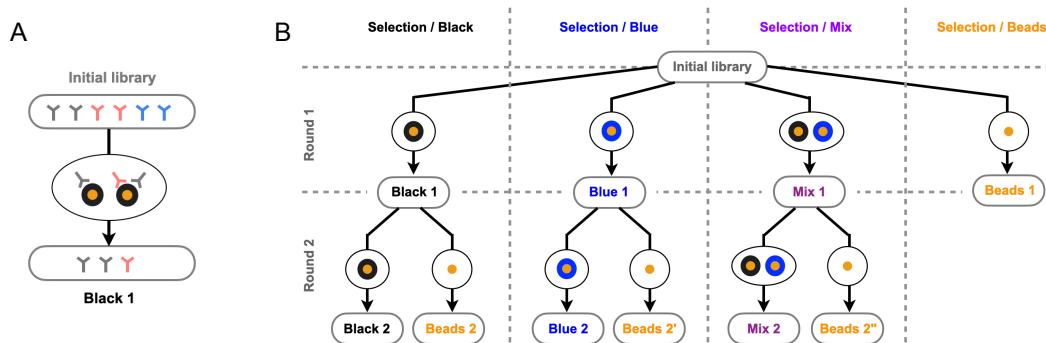 A
Initial library
Black 1
B
Selection / Black
Selection / Blue
Selection / Mix
Selection / Beads
Initial library
Round 1
Black 1
Blue 1
Mix 1
Beads 1
Round 2
Black 2
Beads 2
Blue 2
Beads 2'
Mix 2
Beads 2"